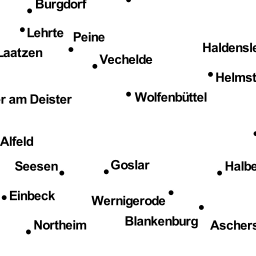 Burgdorf
Lehrte
Peine
Laatzen
Vechelde
Haldensle
Helmst
r am Deister
Wolfenbüttel
Alfeld
Seesen
Goslar
Halbe
Einbeck
Wernigerode
Northeim
Blankenburg
Aschers